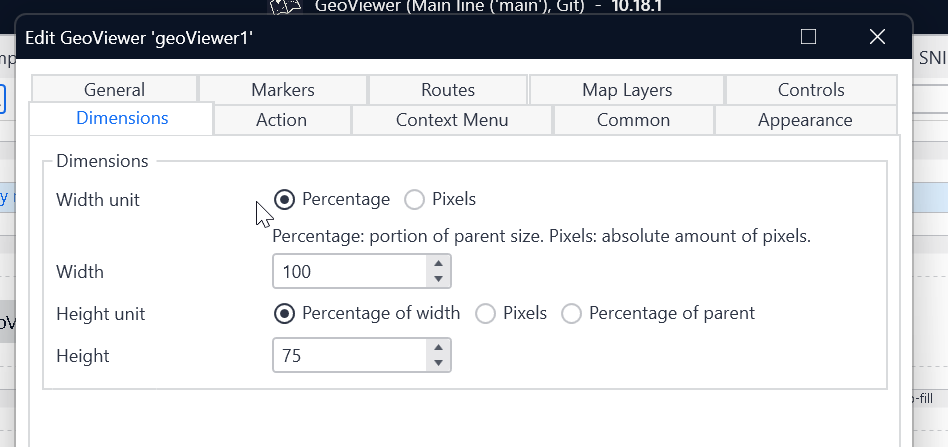 GeoViewer (Main line ('main'), Git) - 10.18.1
Edit GeoViewer 'geoViewer1'
SNI
General Markers Routes Map Layers Controls
Dimensions Action Context Menu Common Appearance
Dimensions
Width unit Percentage Pixels
Percentage: portion of parent size. Pixels: absolute amount of pixels.
Width 100
Height unit Percentage of width Pixels Percentage of parent
Height 75
-fill